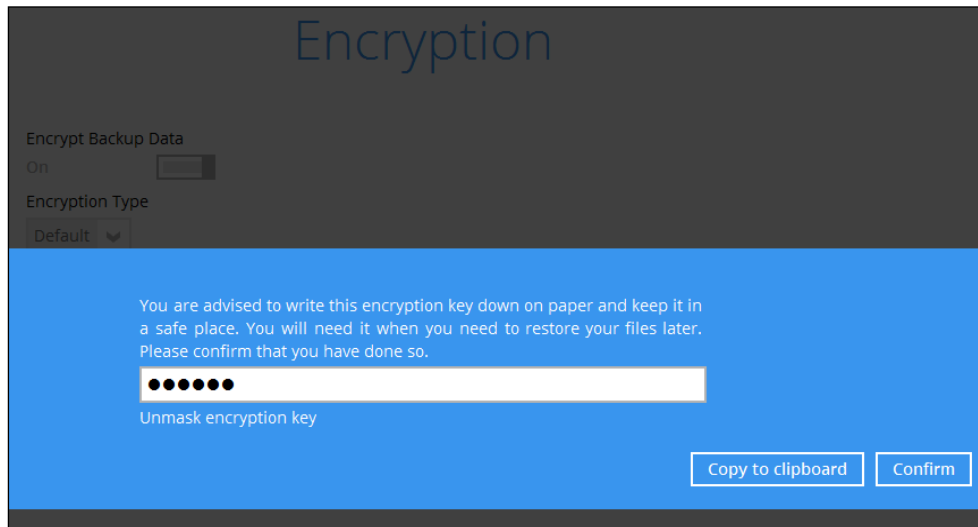 Encryption
Encrypt Backup Data
On
Encryption Type
Default
You are advised to write this encryption key down on paper and keep it in
a safe place. You will need it when you need to restore your files later.
Please confirm that you have done so.
●●●●●●
Unmask encryption key
Copy to clipboard
Confirm